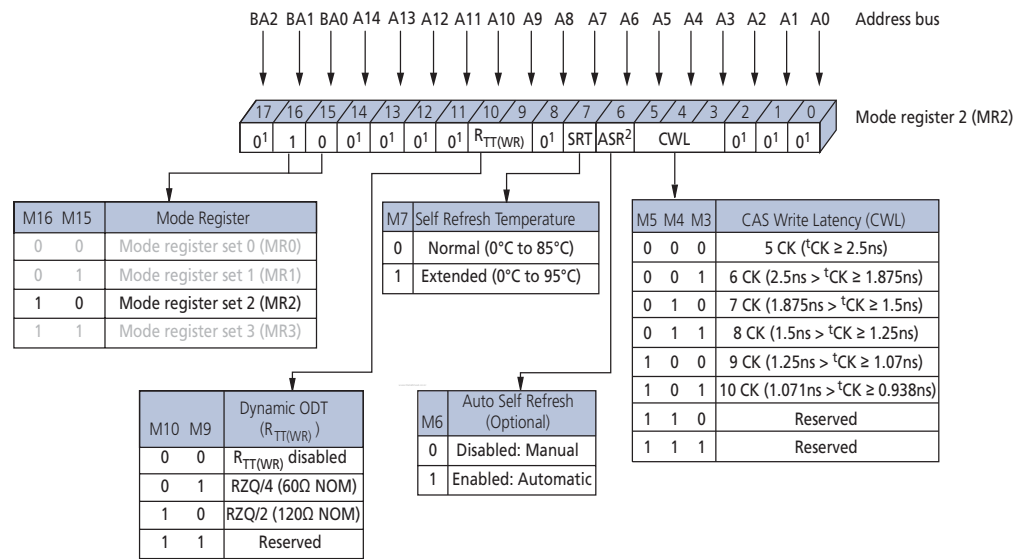 BA2 BA1 BA0 A14 A13 A12 A11 A10 A9 A8 A7 A6 A5 A4 A3 A2 A1 A0 Address bus
17 16 15 14 13 12 11 10 9 8 7 6 5 4 3 2 1 0 Mode register 2 (MR2)
0¹ 1 0 0¹ 0¹ 0¹ 0¹ R_TT(WR) 0¹ SRT ASR² CWL 0¹ 0¹ 0¹
M16 M15 Mode Register
0 0 Mode register set 0 (MR0)
0 1 Mode register set 1 (MR1)
1 0 Mode register set 2 (MR2)
1 1 Mode register set 3 (MR3)
M7 Self Refresh Temperature
0 Normal (0°C to 85°C)
1 Extended (0°C to 95°C)
M5 M4 M3 CAS Write Latency (CWL)
0 0 0 5 CK (ᵗCK ≥ 2.5ns)
0 0 1 6 CK (2.5ns > ᵗCK ≥ 1.875ns)
0 1 0 7 CK (1.875ns > ᵗCK ≥ 1.5ns)
0 1 1 8 CK (1.5ns > ᵗCK ≥ 1.25ns)
1 0 0 9 CK (1.25ns > ᵗCK ≥ 1.07ns)
1 0 1 10 CK (1.071ns > ᵗCK ≥ 0.938ns)
1 1 0 Reserved
1 1 1 Reserved
M10 M9 Dynamic ODT
(R_TT(WR) )
0 0 R_TT(WR) disabled
0 1 RZQ/4 (60Ω NOM)
1 0 RZQ/2 (120Ω NOM)
1 1 Reserved
M6 Auto Self Refresh
(Optional)
0 Disabled: Manual
1 Enabled: Automatic